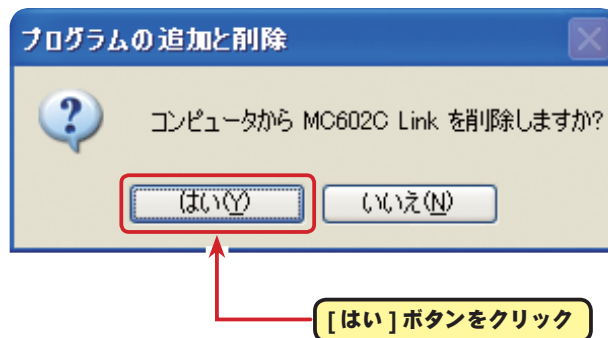 プログラムの追加と削除
コンピュータから MC602C Link を削除しますか?
はい(Y)
いいえ(N)
[はい]ボタンをクリック